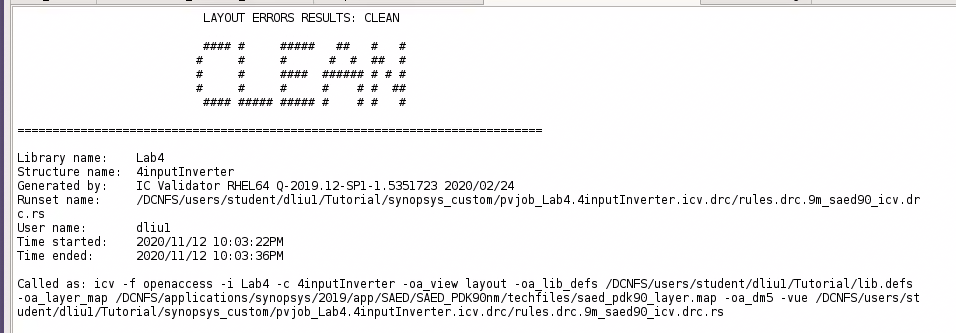 LAYOUT ERRORS RESULTS: CLEAN
#### #     #####   ##   #   #
#     #     #      #  #  ##  #
#     #     ####  ###### # # #
#     #     #     #    # #  ##
#### ##### ##### #    # #   #
===========================================================================
Library name:    Lab4
Structure name:  4inputInverter
Generated by:    IC Validator RHEL64 Q-2019.12-SP1-1.5351723 2020/02/24
Runset name:     /DCNFS/users/student/dliu1/Tutorial/synopsys_custom/pvjob_Lab4.4inputInverter.icv.drc/rules.drc.9m_saed90_icv.dr
c.rs
User name:       dliu1
Time started:    2020/11/12 10:03:22PM
Time ended:      2020/11/12 10:03:36PM
Called as: icv -f openaccess -i Lab4 -c 4inputInverter -oa_view layout -oa_lib_defs /DCNFS/users/student/dliu1/Tutorial/lib.defs
-oa_layer_map /DCNFS/applications/synopsys/2019/app/SAED/SAED_PDK90nm/techfiles/saed_pdk90_layer.map -oa_dm5 -vue /DCNFS/users/st
udent/dliu1/Tutorial/synopsys_custom/pvjob_Lab4.4inputInverter.icv.drc/rules.drc.9m_saed90_icv.drc.rs